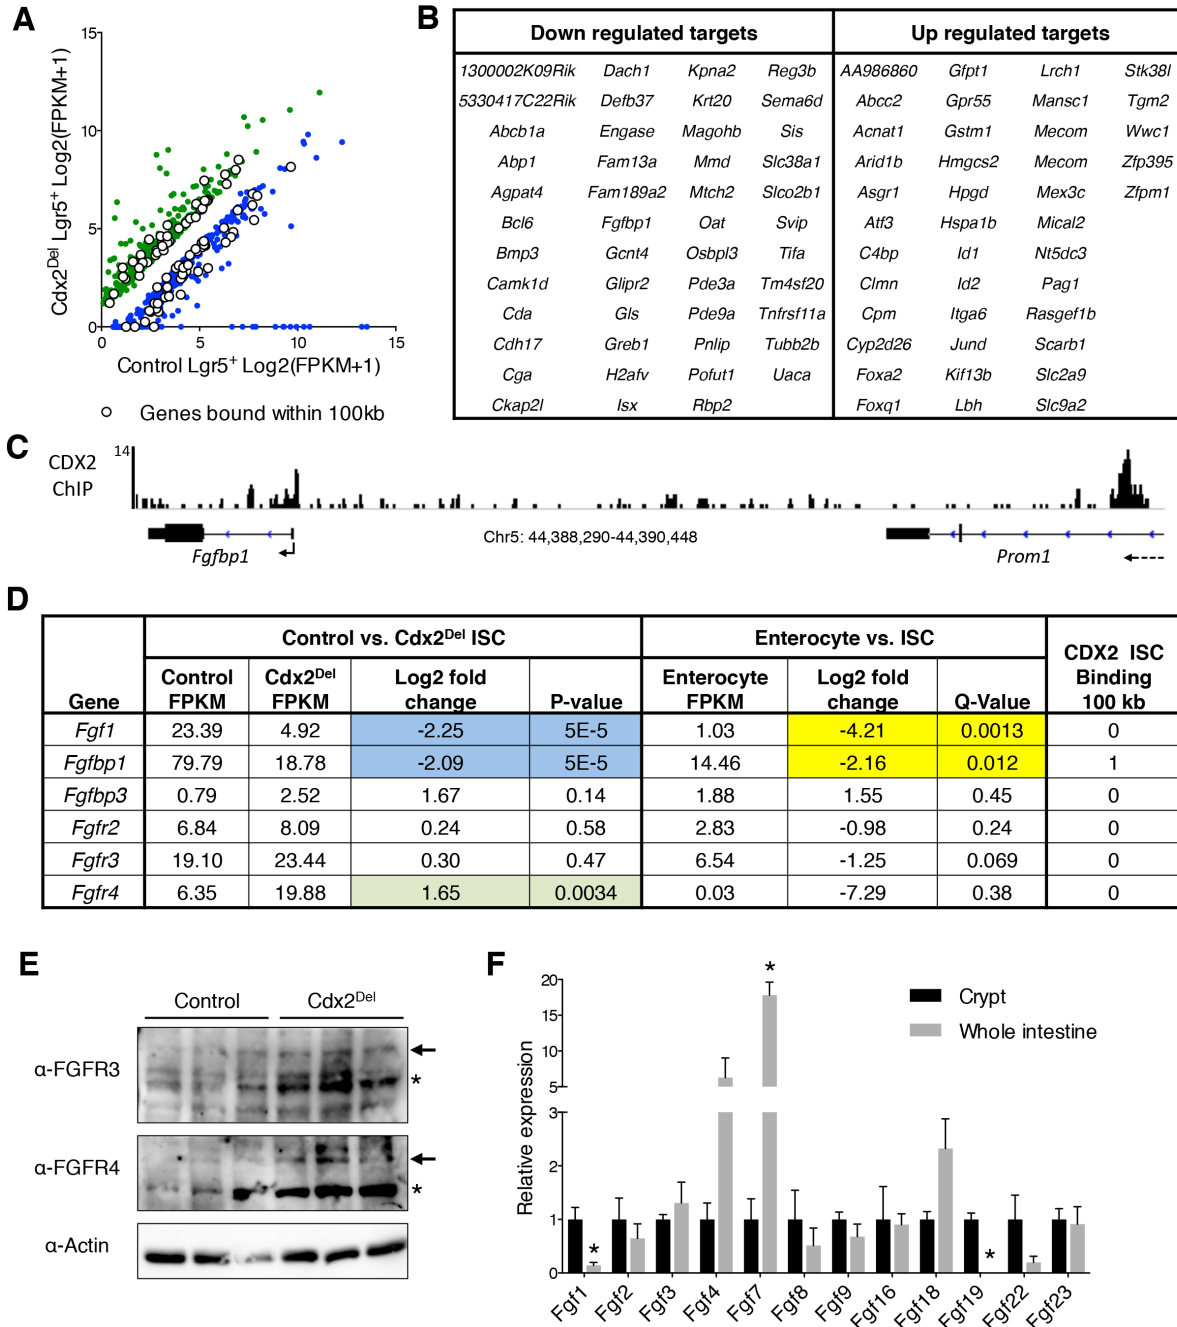 A
15
10
5
0
0 5 10 15
Cdx2Del Lgr5+ Log2(FPKM+1)
Control Lgr5+ Log2(FPKM+1)
Genes bound within 100kb
B
Down regulated targets Up regulated targets
1300002K09Rik Dach1 Kpna2 Reg3b AA986860 Gfpt1 Lrch1 Stk38l
5330417C22Rik Defb37 Krt20 Sema6d Abcc2 Gpr55 Mansc1 Tgm2
Abcb1a Engase Magohb Sis Acnat1 Gstm1 Mecom Wwc1
Abp1 Fam13a Mmd Slc38a1 Arid1b Hmgcs2 Mecom Zfp395
Agpat4 Fam189a2 Mtch2 Slco2b1 Asgr1 Hpgd Mex3c Zfpm1
Bcl6 Fgfbp1 Oat Svip Atf3 Hspa1b Mical2
Bmp3 Gcnt4 Osbpl3 Tifa C4bp Id1 Nt5dc3
Camk1d Glipr2 Pde3a Tm4sf20 Clmn Id2 Pag1
Cda Gls Pde9a Tnfrsf11a Cpm Itga6 Rasgef1b
Cdh17 Greb1 Pnlip Tubb2b Cyp2d26 Jund Scarb1
Cga H2afv Pofut1 Uaca Foxa2 Kif13b Slc2a9
Ckap2l Isx Rbp2 Foxq1 Lbh Slc9a2
C
CDX2
ChIP
14
Fgfbp1
Chr5: 44,388,290-44,390,448
Prom1
D
Control vs. Cdx2Del ISC Enterocyte vs. ISC CDX2 ISC Binding 100 kb
Gene Control FPKM Cdx2Del FPKM Log2 fold change P-value Enterocyte FPKM Log2 fold change Q-Value
Fgf1 23.39 4.92 -2.25 5E-5 1.03 -4.21 0.0013 0
Fgfbp1 79.79 18.78 -2.09 5E-5 14.46 -2.16 0.012 1
Fgfbp3 0.79 2.52 1.67 0.14 1.88 1.55 0.45 0
Fgfr2 6.84 8.09 0.24 0.58 2.83 -0.98 0.24 0
Fgfr3 19.10 23.44 0.30 0.47 6.54 -1.25 0.069 0
Fgfr4 6.35 19.88 1.65 0.0034 0.03 -7.29 0.38 0
E
Control Cdx2Del
α-FGFR3
*
α-FGFR4
*
α-Actin
F
20
15
10
5
3
2
1
0
Relative expression
*
*
*
Crypt
Whole intestine
Fgf1 Fgf2 Fgf3 Fgf4 Fgf7 Fgf8 Fgf9 Fgf16 Fgf18 Fgf19 Fgf22 Fgf23